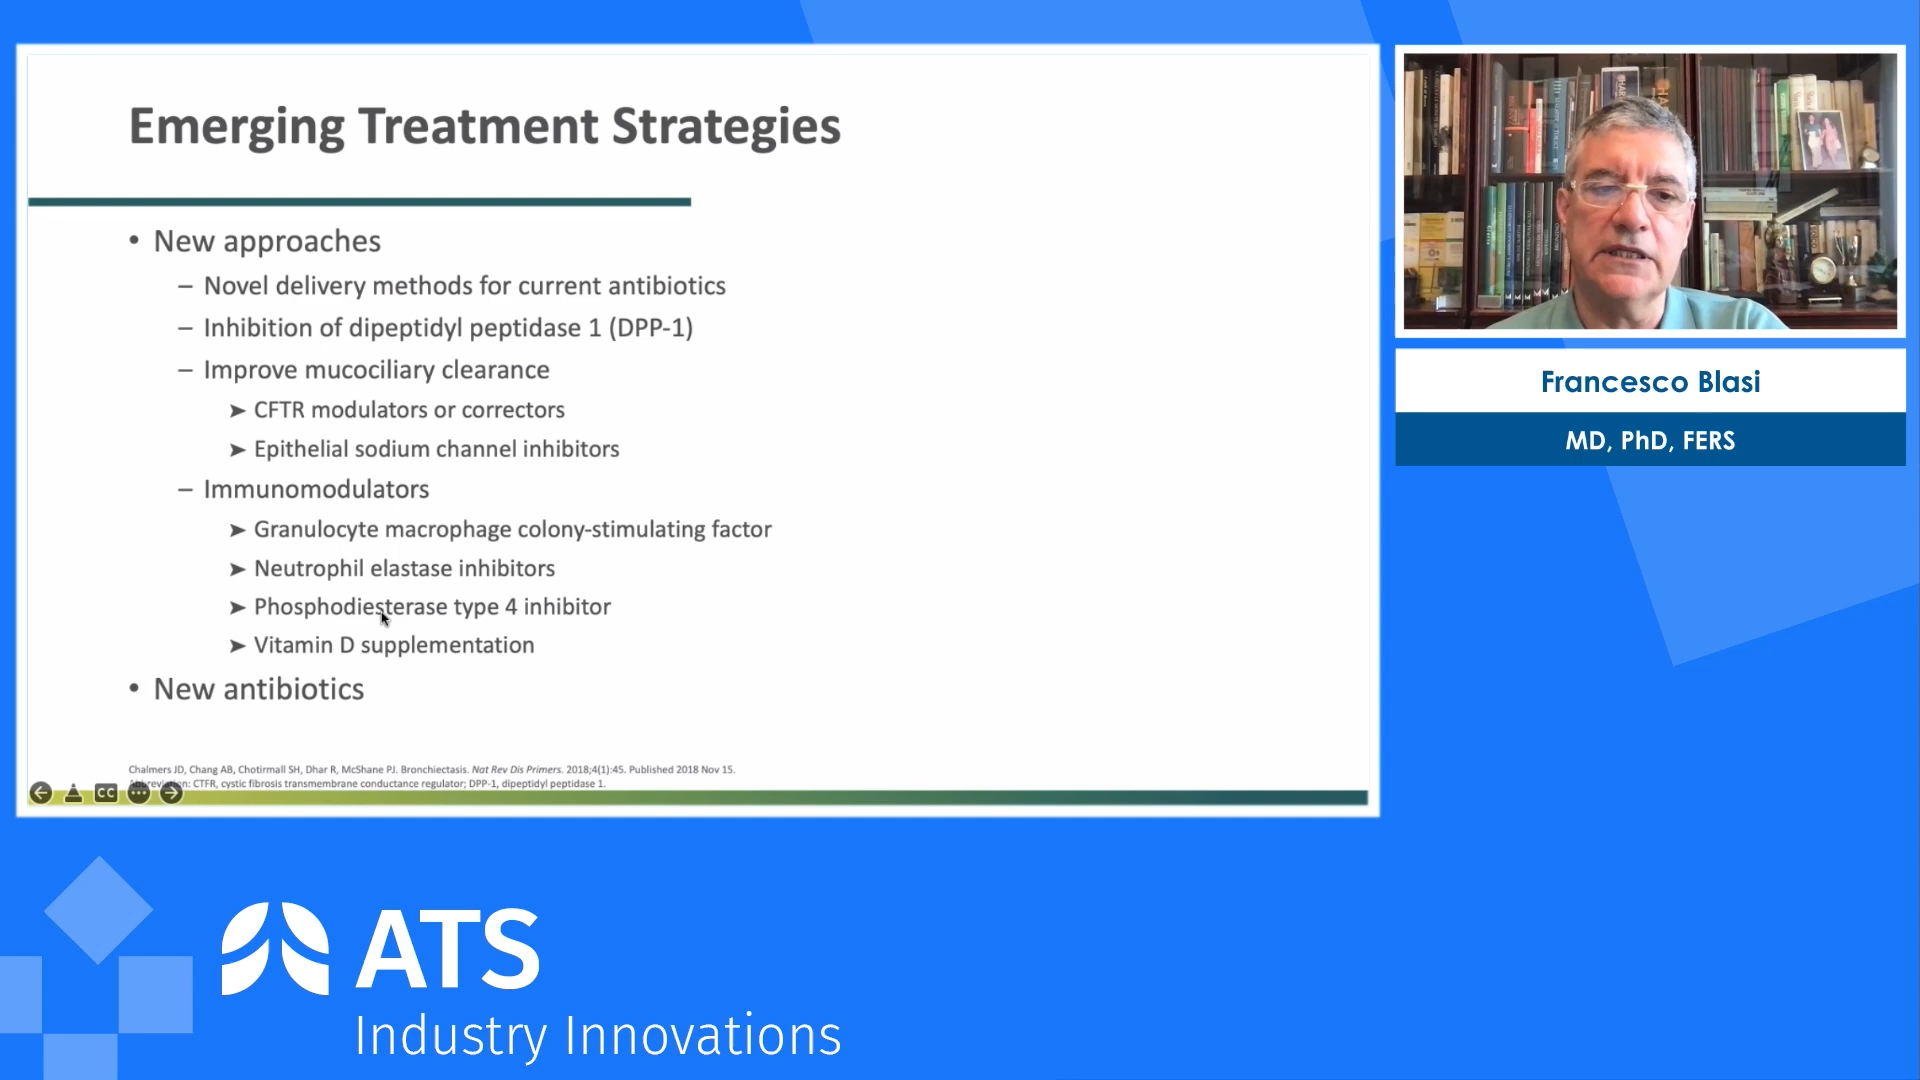 Emerging Treatment Strategies
• New approaches
– Novel delivery methods for current antibiotics
– Inhibition of dipeptidyl peptidase 1 (DPP-1)
– Improve mucociliary clearance
➤ CFTR modulators or correctors
➤ Epithelial sodium channel inhibitors
– Immunomodulators
➤ Granulocyte macrophage colony-stimulating factor
➤ Neutrophil elastase inhibitors
➤ Phosphodiesterase type 4 inhibitor
➤ Vitamin D supplementation
• New antibiotics
Chalmers JD, Chang AB, Chotirmall SH, Dhar R, McShane PJ. Bronchiectasis. Nat Rev Dis Primers. 2018;4(1):45. Published 2018 Nov 15.
Abbreviation: CTFR, cystic fibrosis transmembrane conductance regulator; DPP-1, dipeptidyl peptidase 1.
CC
Francesco Blasi
MD, PhD, FERS
ATS
Industry Innovations